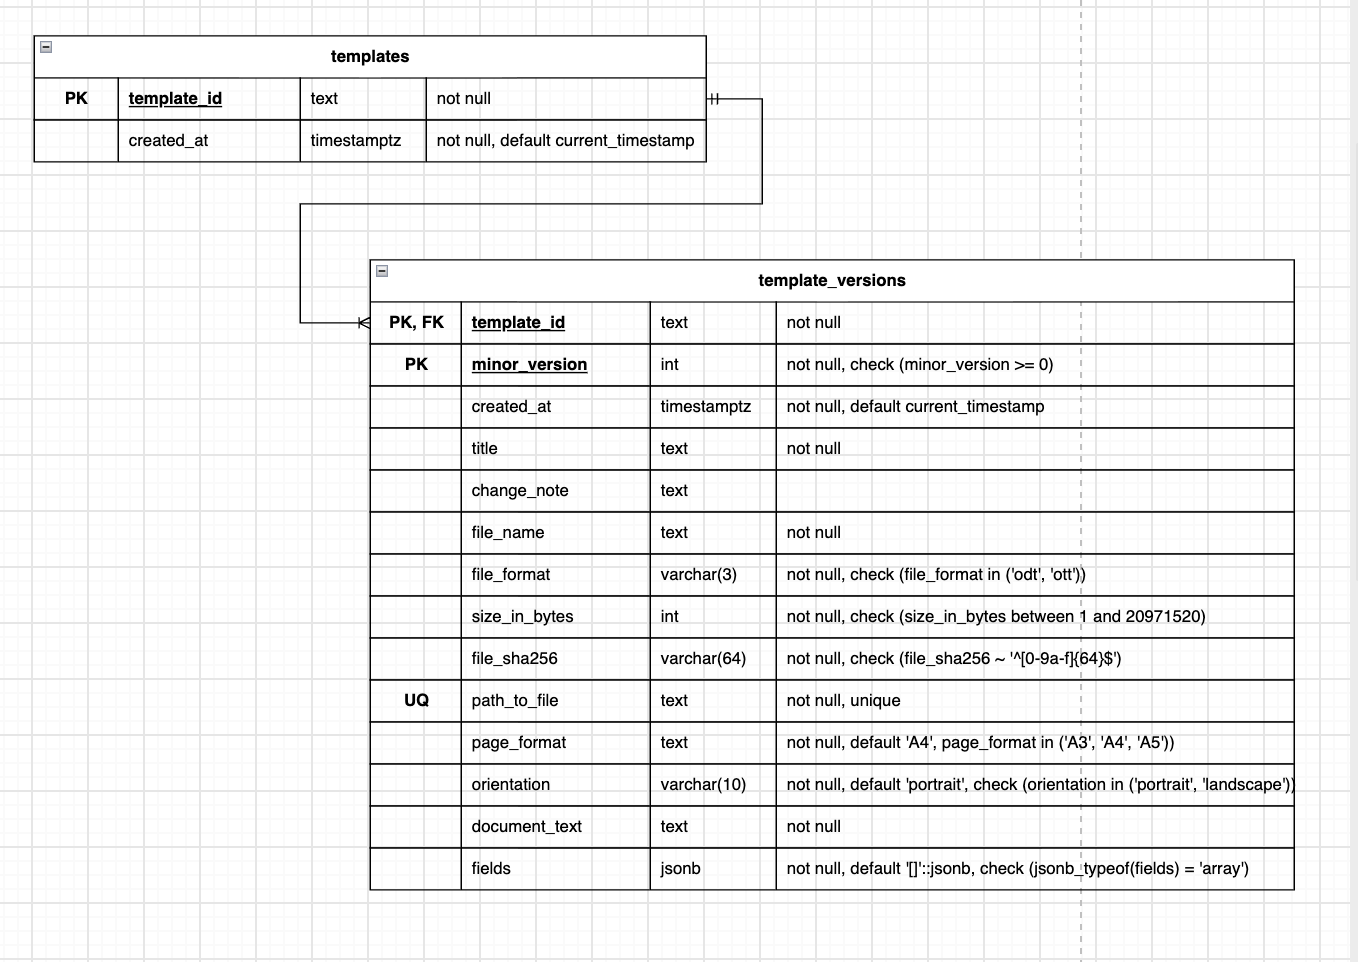 templates
PK template_id text not null
created_at timestamptz not null, default current_timestamp
template_versions
PK, FK template_id text not null
PK minor_version int not null, check (minor_version >= 0)
created_at timestamptz not null, default current_timestamp
title text not null
change_note text
file_name text not null
file_format varchar(3) not null, check (file_format in ('odt', 'ott'))
size_in_bytes int not null, check (size_in_bytes between 1 and 20971520)
file_sha256 varchar(64) not null, check (file_sha256 ~ '^[0-9a-f]{64}$')
UQ path_to_file text not null, unique
page_format text not null, default 'A4', page_format in ('A3', 'A4', 'A5'))
orientation varchar(10) not null, default 'portrait', check (orientation in ('portrait', 'landscape'))
document_text text not null
fields jsonb not null, default '[]'::jsonb, check (jsonb_typeof(fields) = 'array')